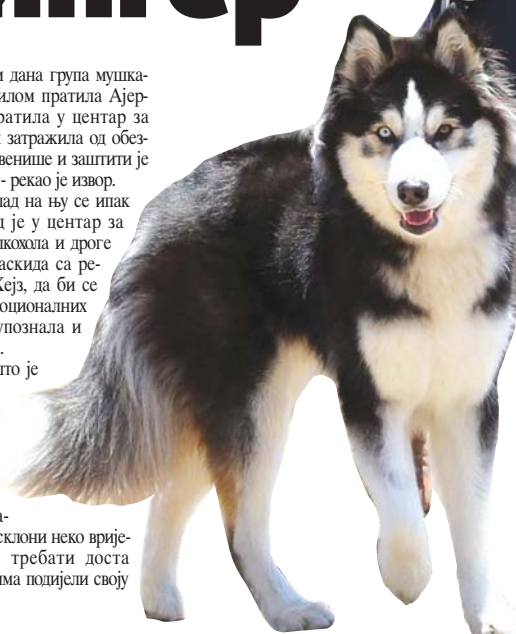 и дана група мушка-
илом пратила Ајер-
ратила у центар за
затражила од обез-
венише и заштити је
- рекао је извор.
лад на њу се ипак
д је у центар за
лкохола и дроге
аскида са ре-
Кејз, да би се
оционалних
упознала и
.
што је
а-
склони неко врије-
требати доста
има подијели своју